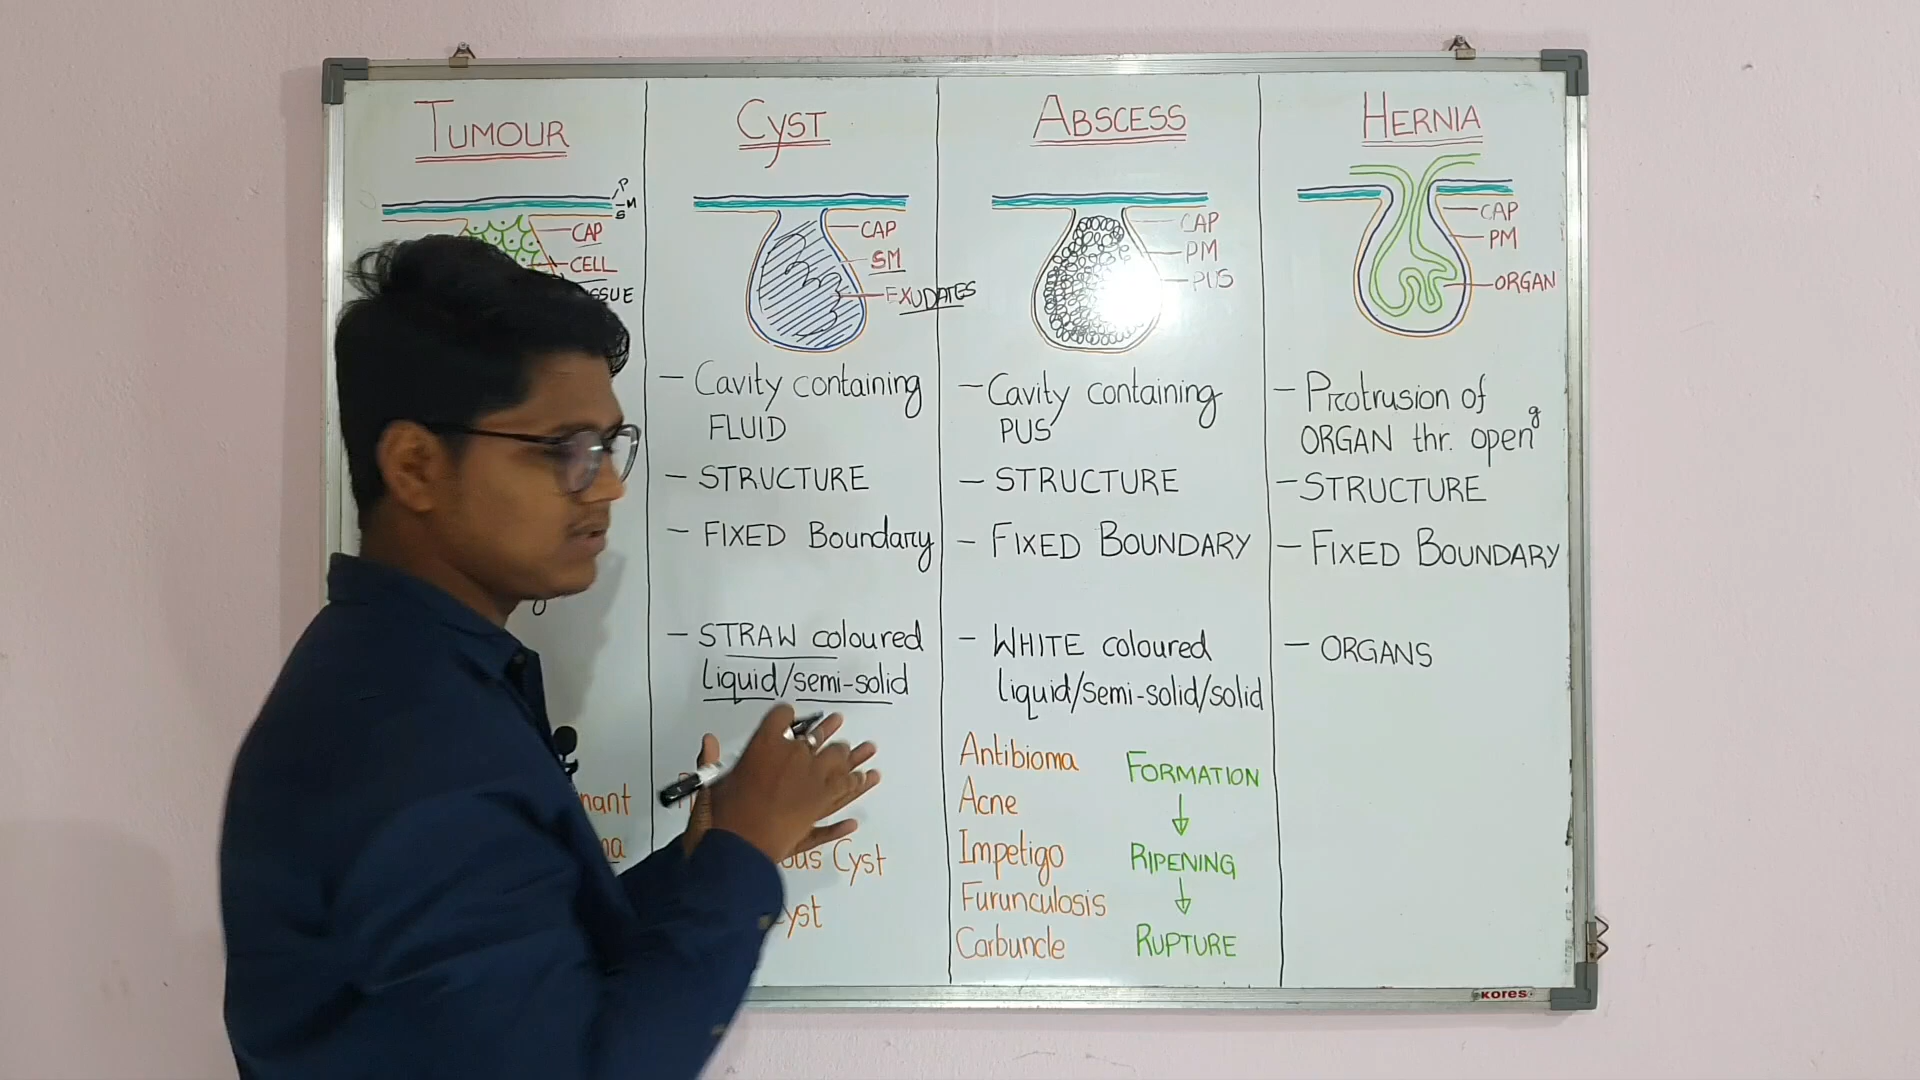 TUMOUR
P
M
S
CAP
CELL
CYST
CAP
SM
EXUDATES
- Cavity containing
FLUID
- STRUCTURE
- FIXED Boundary
- STRAW coloured
liquid/semi-solid
Cyst
ABSCESS
CAP
PM
PUS
- Cavity containing
PUS
- STRUCTURE
- FIXED BOUNDARY
- WHITE coloured
liquid/semi-solid/solid
Antibioma
Acne
Impetigo
Furunculosis
Carbuncle
FORMATION
↓
RIPENING
↓
RUPTURE
HERNIA
CAP
PM
ORGAN
- Protrusion of
ORGAN thr. openg
- STRUCTURE
- FIXED BOUNDARY
- ORGANS
KORES